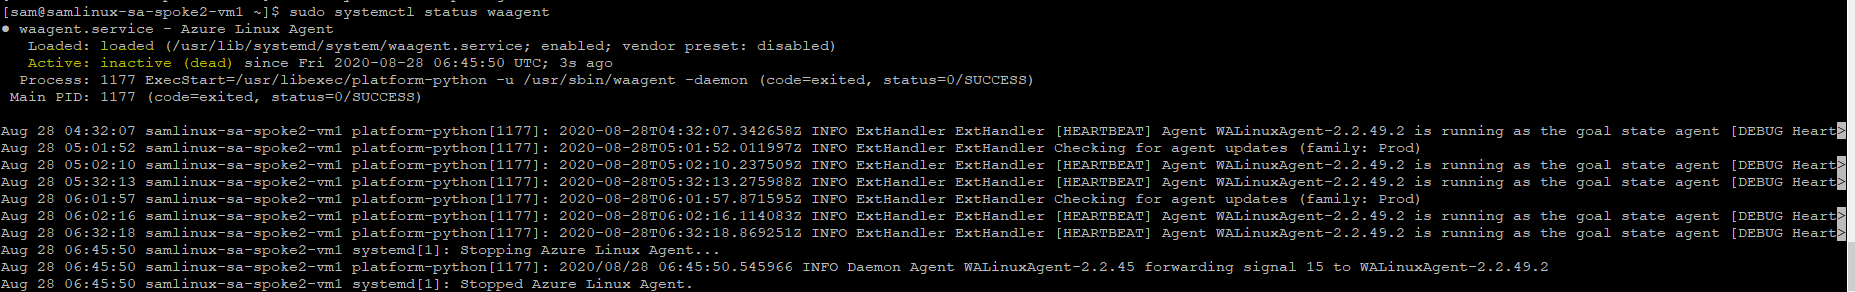 [sam@samlinux-sa-spoke2-vm1 ~]$ sudo systemctl status waagent
● waagent.service - Azure Linux Agent
   Loaded: loaded (/usr/lib/systemd/system/waagent.service; enabled; vendor preset: disabled)
   Active: inactive (dead) since Fri 2020-08-28 06:45:50 UTC; 3s ago
  Process: 1177 ExecStart=/usr/libexec/platform-python -u /usr/sbin/waagent -daemon (code=exited, status=0/SUCCESS)
 Main PID: 1177 (code=exited, status=0/SUCCESS)

Aug 28 04:32:07 samlinux-sa-spoke2-vm1 platform-python[1177]: 2020-08-28T04:32:07.342658Z INFO ExtHandler ExtHandler [HEARTBEAT] Agent WALinuxAgent-2.2.49.2 is running as the goal state agent [DEBUG Heart>
Aug 28 05:01:52 samlinux-sa-spoke2-vm1 platform-python[1177]: 2020-08-28T05:01:52.011997Z INFO ExtHandler ExtHandler Checking for agent updates (family: Prod)
Aug 28 05:02:10 samlinux-sa-spoke2-vm1 platform-python[1177]: 2020-08-28T05:02:10.237509Z INFO ExtHandler ExtHandler [HEARTBEAT] Agent WALinuxAgent-2.2.49.2 is running as the goal state agent [DEBUG Heart>
Aug 28 05:32:13 samlinux-sa-spoke2-vm1 platform-python[1177]: 2020-08-28T05:32:13.275988Z INFO ExtHandler ExtHandler [HEARTBEAT] Agent WALinuxAgent-2.2.49.2 is running as the goal state agent [DEBUG Heart>
Aug 28 06:01:57 samlinux-sa-spoke2-vm1 platform-python[1177]: 2020-08-28T06:01:57.871595Z INFO ExtHandler ExtHandler Checking for agent updates (family: Prod)
Aug 28 06:02:16 samlinux-sa-spoke2-vm1 platform-python[1177]: 2020-08-28T06:02:16.114083Z INFO ExtHandler ExtHandler [HEARTBEAT] Agent WALinuxAgent-2.2.49.2 is running as the goal state agent [DEBUG Heart>
Aug 28 06:32:18 samlinux-sa-spoke2-vm1 platform-python[1177]: 2020-08-28T06:32:18.869251Z INFO ExtHandler ExtHandler [HEARTBEAT] Agent WALinuxAgent-2.2.49.2 is running as the goal state agent [DEBUG Heart>
Aug 28 06:45:50 samlinux-sa-spoke2-vm1 systemd[1]: Stopping Azure Linux Agent...
Aug 28 06:45:50 samlinux-sa-spoke2-vm1 platform-python[1177]: 2020/08/28 06:45:50.545966 INFO Daemon Agent WALinuxAgent-2.2.45 forwarding signal 15 to WALinuxAgent-2.2.49.2
Aug 28 06:45:50 samlinux-sa-spoke2-vm1 systemd[1]: Stopped Azure Linux Agent.